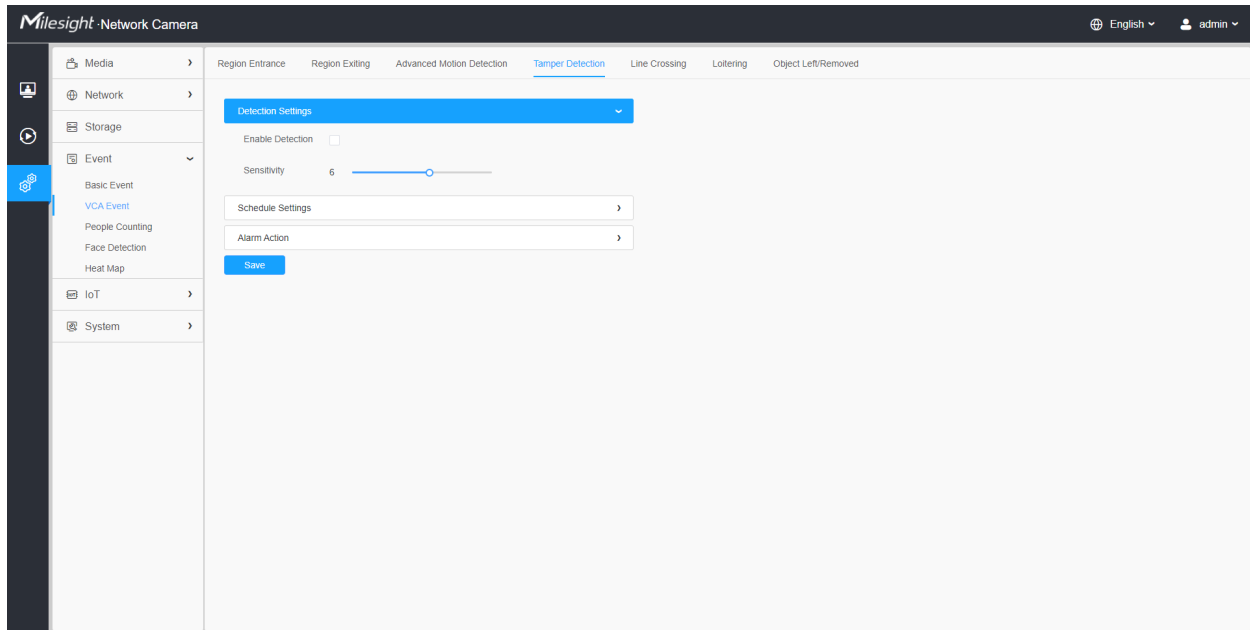 Milesight · Network Camera
English
admin
Media
Network
Storage
Event
Basic Event
VCA Event
People Counting
Face Detection
Heat Map
IoT
System
Region Entrance Region Exiting Advanced Motion Detection Tamper Detection Line Crossing Loitering Object Left/Removed
Detection Settings
Enable Detection
Sensitivity 6
Schedule Settings
Alarm Action
Save